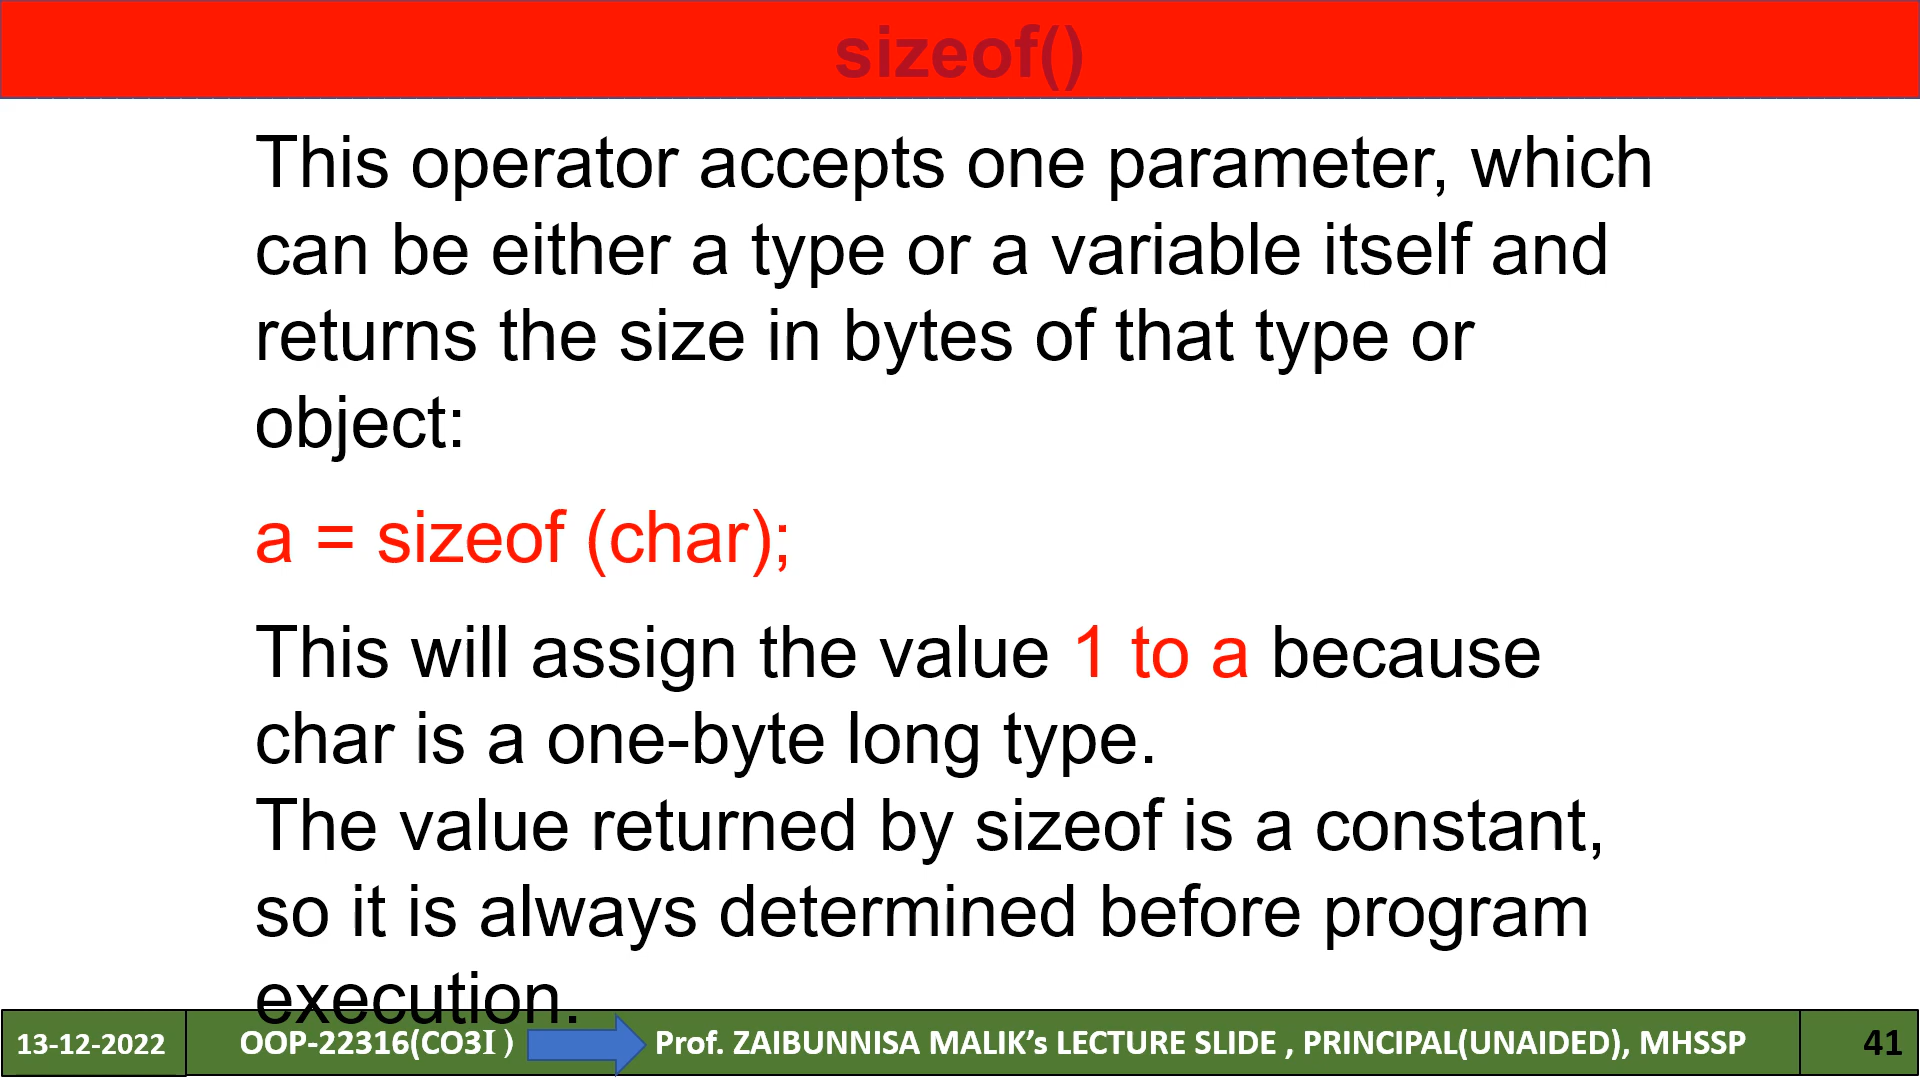 sizeof()
This operator accepts one parameter, which
can be either a type or a variable itself and
returns the size in bytes of that type or
object:
a = sizeof (char);
This will assign the value 1 to a because
char is a one-byte long type.
The value returned by sizeof is a constant,
so it is always determined before program
execution.
13-12-2022 OOP-22316(CO3I ) Prof. ZAIBUNNISA MALIK’s LECTURE SLIDE , PRINCIPAL(UNAIDED), MHSSP 41